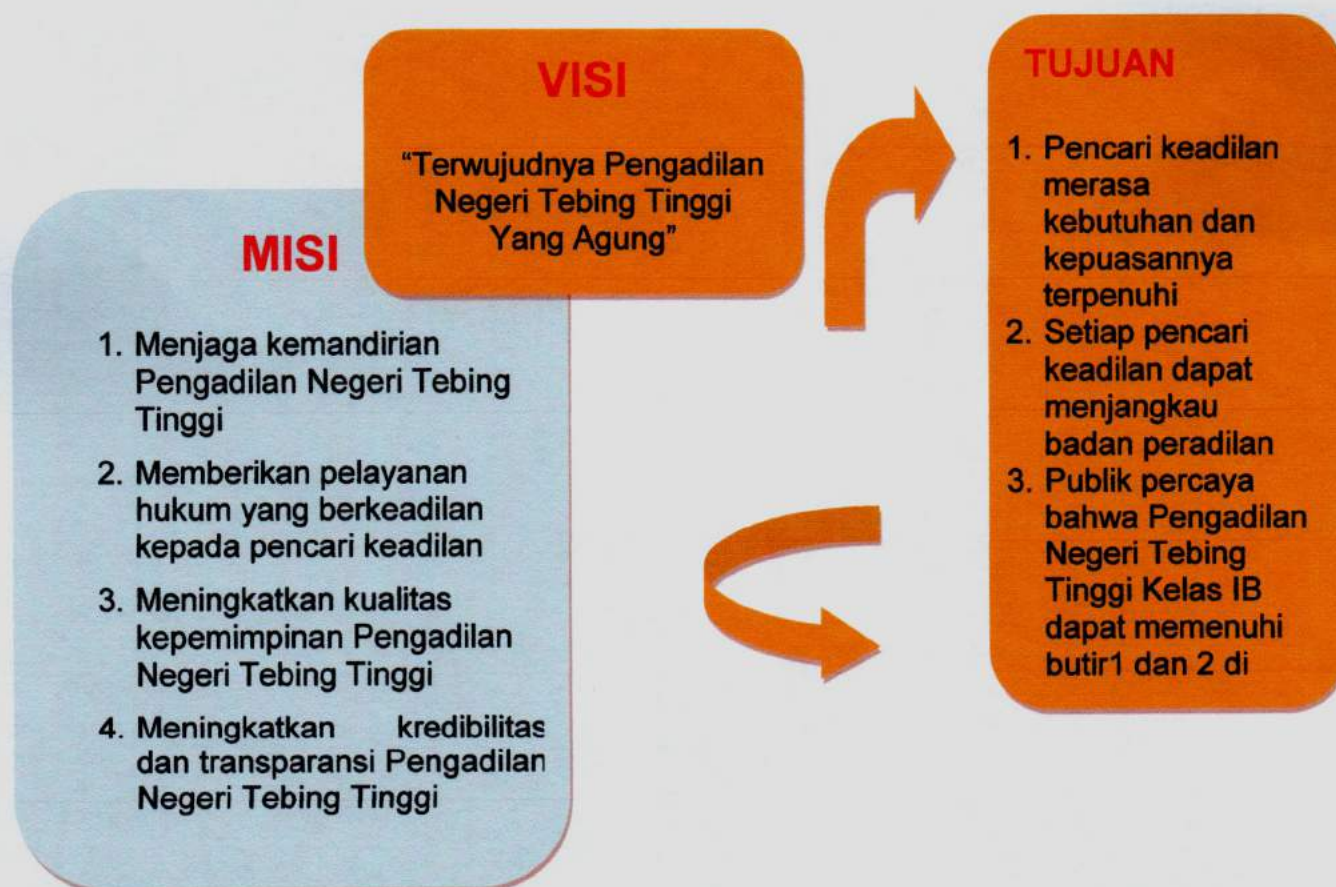 VISI
“Terwujudnya Pengadilan
Negeri Tebing Tinggi
Yang Agung”
MISI
1. Menjaga kemandirian
Pengadilan Negeri Tebing
Tinggi
2. Memberikan pelayanan
hukum yang berkeadilan
kepada pencari keadilan
3. Meningkatkan kualitas
kepemimpinan Pengadilan
Negeri Tebing Tinggi
4. Meningkatkan kredibilitas
dan transparansi Pengadilan
Negeri Tebing Tinggi
TUJUAN
1. Pencari keadilan
merasa
kebutuhan dan
kepuasannya
terpenuhi
2. Setiap pencari
keadilan dapat
menjangkau
badan peradilan
3. Publik percaya
bahwa Pengadilan
Negeri Tebing
Tinggi Kelas IB
dapat memenuhi
butir1 dan 2 di